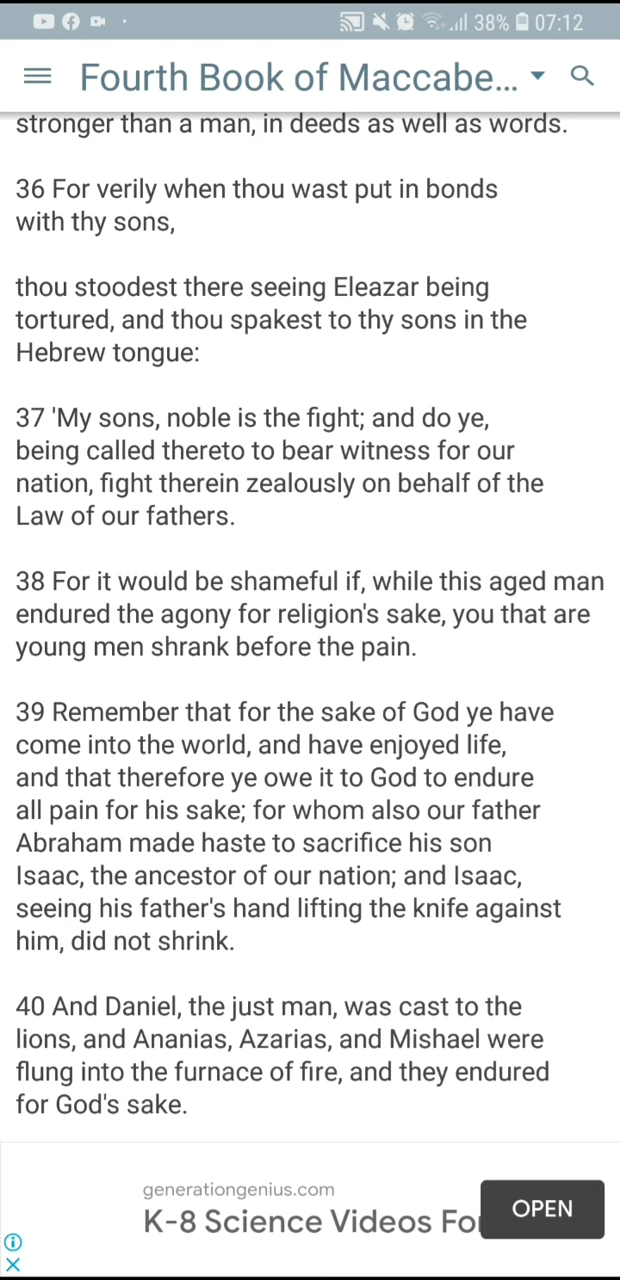 38% 07:12
Fourth Book of Maccabe...
stronger than a man, in deeds as well as words.
36 For verily when thou wast put in bonds
with thy sons,
thou stoodest there seeing Eleazar being
tortured, and thou spakest to thy sons in the
Hebrew tongue:
37 'My sons, noble is the fight; and do ye,
being called thereto to bear witness for our
nation, fight therein zealously on behalf of the
Law of our fathers.
38 For it would be shameful if, while this aged man
endured the agony for religion's sake, you that are
young men shrank before the pain.
39 Remember that for the sake of God ye have
come into the world, and have enjoyed life,
and that therefore ye owe it to God to endure
all pain for his sake; for whom also our father
Abraham made haste to sacrifice his son
Isaac, the ancestor of our nation; and Isaac,
seeing his father's hand lifting the knife against
him, did not shrink.
40 And Daniel, the just man, was cast to the
lions, and Ananias, Azarias, and Mishael were
flung into the furnace of fire, and they endured
for God's sake.
generationgenius.com
K-8 Science Videos Fo
OPEN